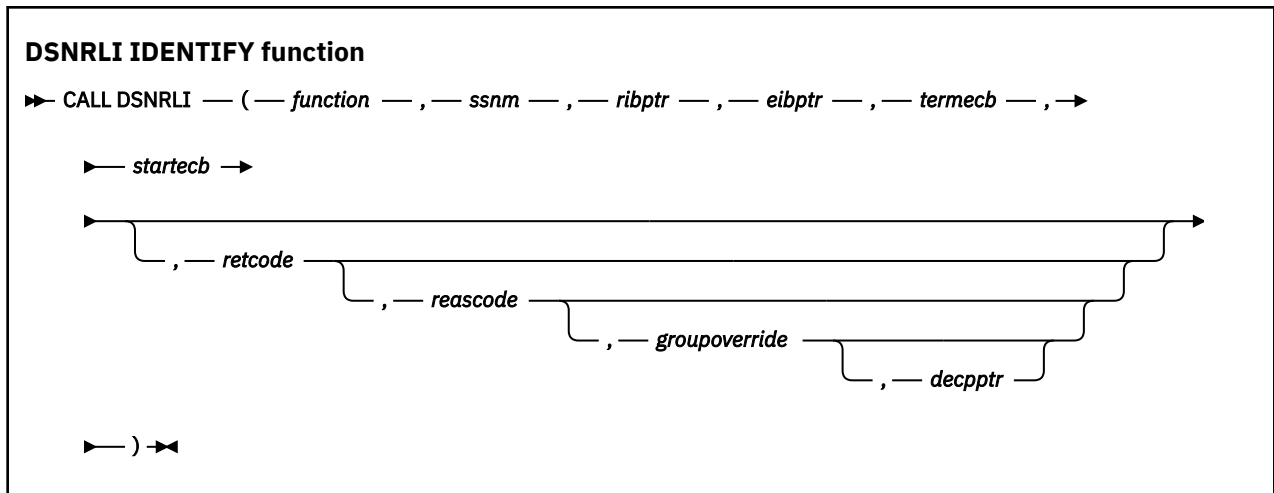 DSNRLI IDENTIFY function
CALL DSNRLI ( function , ssnm , ribptr , eibptr , termecb ,
startecb
, retcode
, reascode
, groupoverride
, decpptr
)